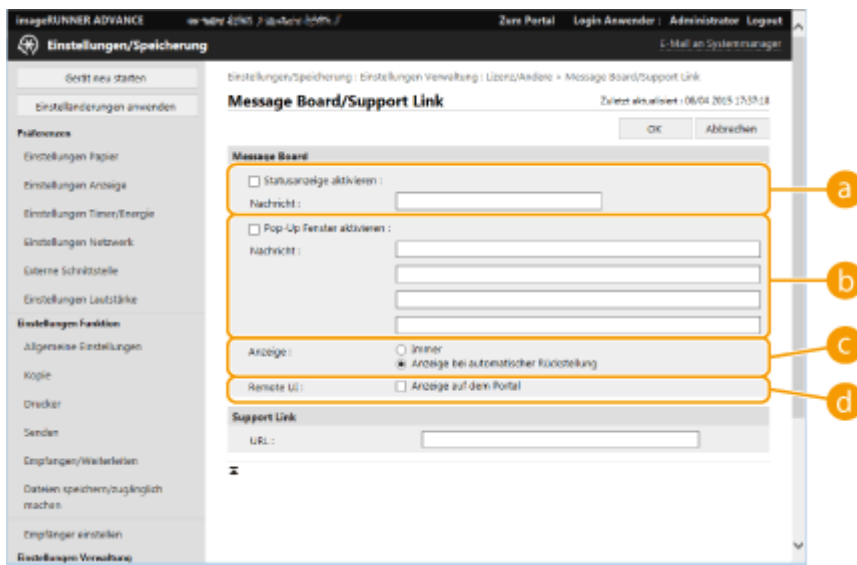 imageRUNNER ADVANCE
Zum Portal Login Anwender : Administrator Logout
Einstellungen/Speicherung
E-Mail an Systemmanager
Gerät neu starten
Einstelländerungen anwenden
Präferenzen
Einstellungen Papier
Einstellungen Anzeige
Einstellungen Timer/Energie
Einstellungen Netzwerk
Externe Schnittstelle
Einstellungen Lautstärke
Einstellungen Funktion
Allgemeine Einstellungen
Kopie
Drucker
Senden
Empfangen/Weiterleiten
Dateien speichern/zugänglich
machen
Empfänger einstellen
Einstellungen Verwaltung
Einstellungen/Speicherung : Einstellungen Verwaltung : Lizenz/Andere > Message Board/Support Link
Message Board/Support Link
Zuletzt aktualisiert : 08/04 2015 17:37:18
OK Abbrechen
Message Board
Statusanzeige aktivieren :
Nachricht :
a
Pop-Up Fenster aktivieren :
Nachricht :
b
Anzeige :
Immer
Anzeige bei automatischer Rückstellung
c
Remote UI : Anzeige auf dem Portal
d
Support Link
URL :